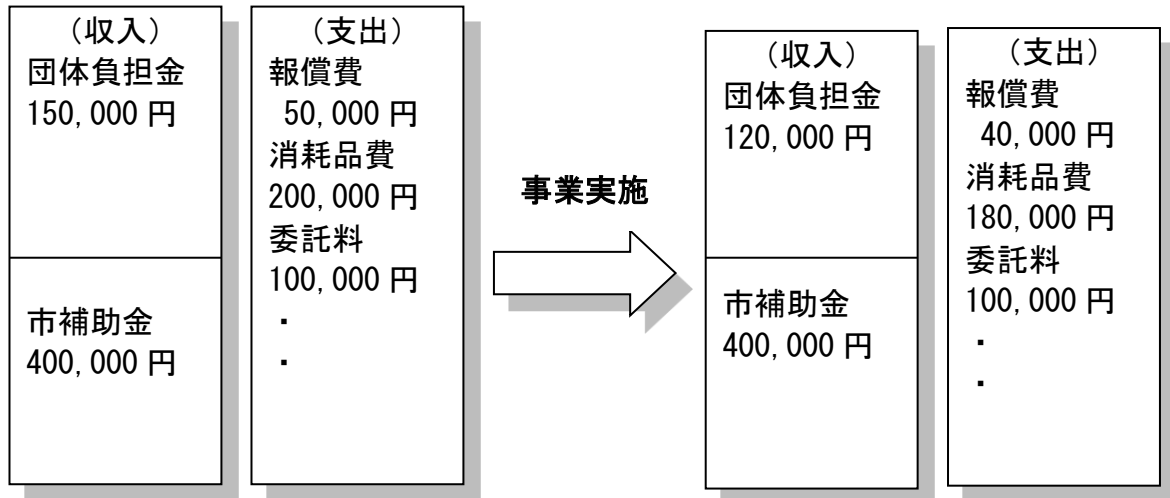 (収入)
団体負担金
150,000 円
市補助金
400,000 円
(支出)
報償費
50,000 円
消耗品費
200,000 円
委託料
100,000 円
・
・
事業実施
(収入)
団体負担金
120,000 円
市補助金
400,000 円
(支出)
報償費
40,000 円
消耗品費
180,000 円
委託料
100,000 円
・
・